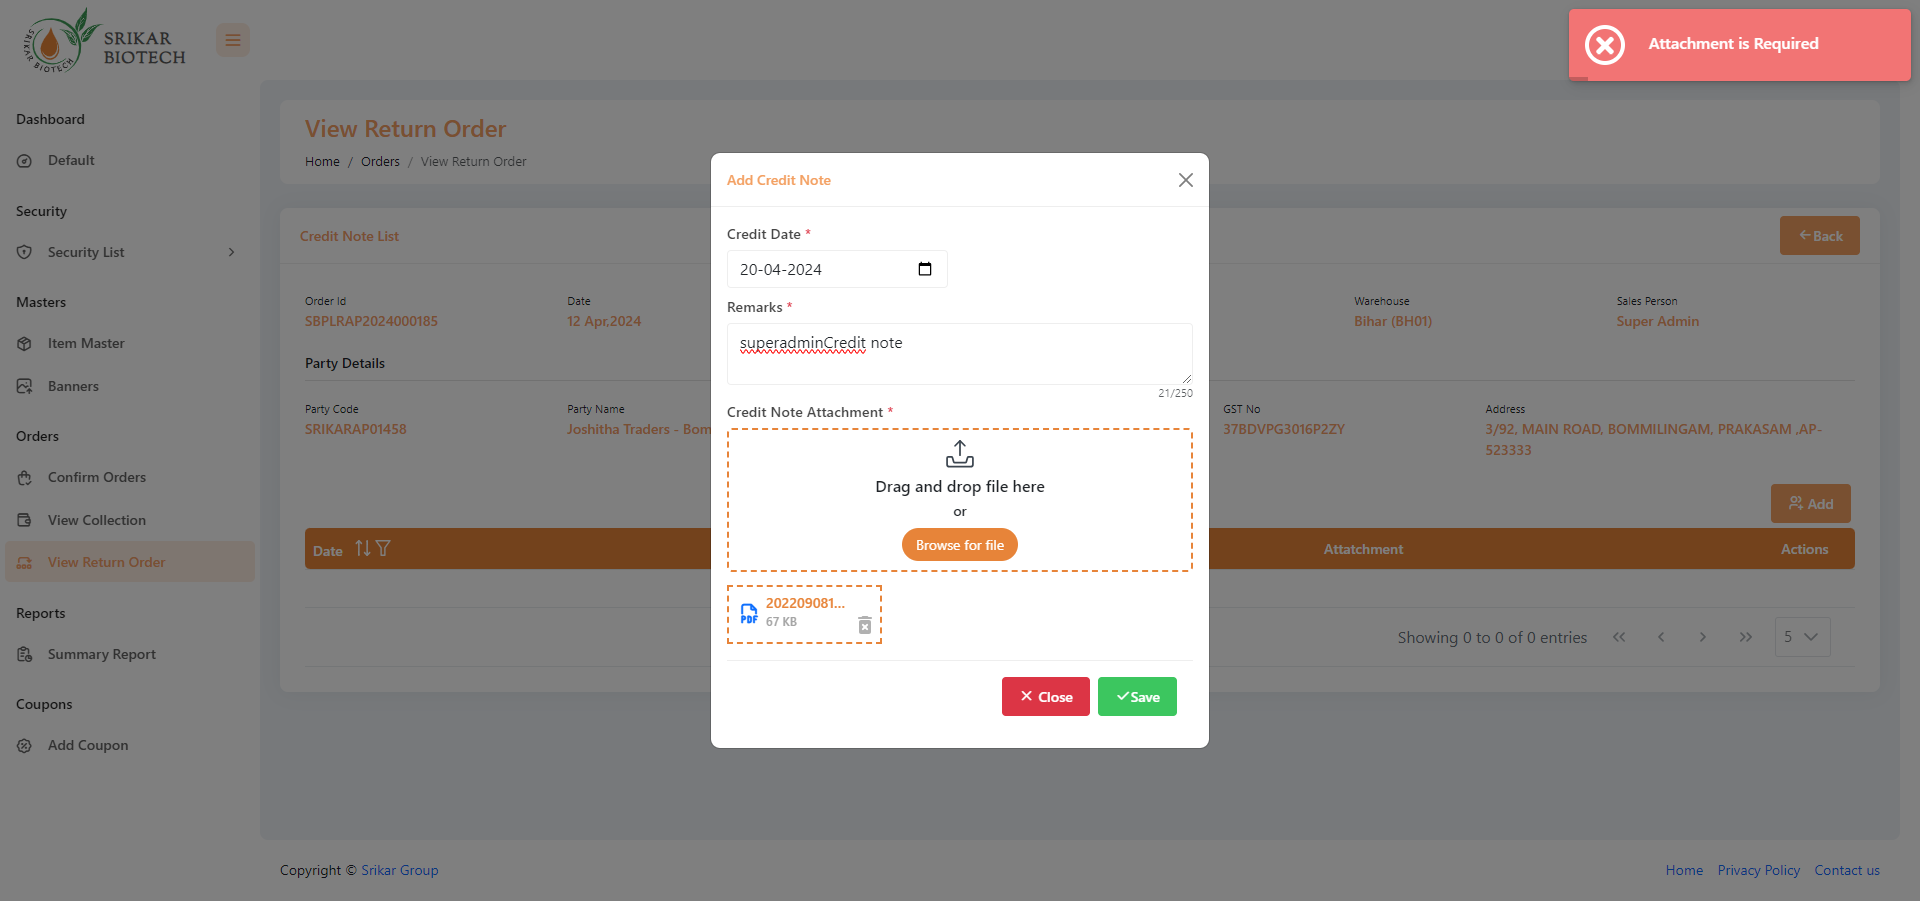 SRIKAR
BIOTECH
SRIKAR BIOTECH
Attachment is Required
Dashboard
Default
Security
Security List
Masters
Item Master
Banners
Orders
Confirm Orders
View Collection
View Return Order
Reports
Summary Report
Coupons
Add Coupon
View Return Order
Home / Orders / View Return Order
Credit Note List
Back
Order Id
SBPLRAP2024000185
Date
12 Apr,2024
Warehouse
Bihar (BH01)
Sales Person
Super Admin
Party Details
Party Code
SRIKARAP01458
Party Name
Joshitha Traders - Bom
GST No
37BDVPG3016P2ZY
Address
3/92, MAIN ROAD, BOMMILINGAM, PRAKASAM ,AP-
523333
Add
Date
Attatchment
Actions
Showing 0 to 0 of 0 entries
5
Add Credit Note
Credit Date *
20-04-2024
Remarks *
superadminCredit note
21/250
Credit Note Attachment *
Drag and drop file here
or
Browse for file
PDF
202209081...
67 KB
Close
Save
Copyright © Srikar Group
Home
Privacy Policy
Contact us